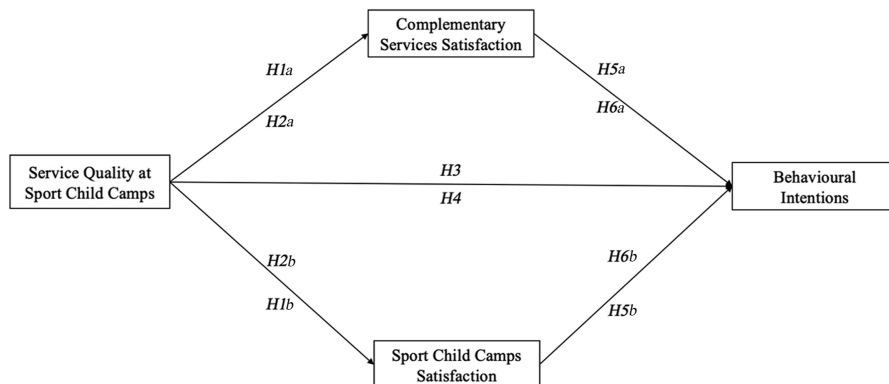 Complementary
Services Satisfaction
H1a
H5a
H2a
H6a
Service Quality at
Sport Child Camps
H3
H4
Behavioural
Intentions
H2b
H6b
H1b
H5b
Sport Child Camps
Satisfaction